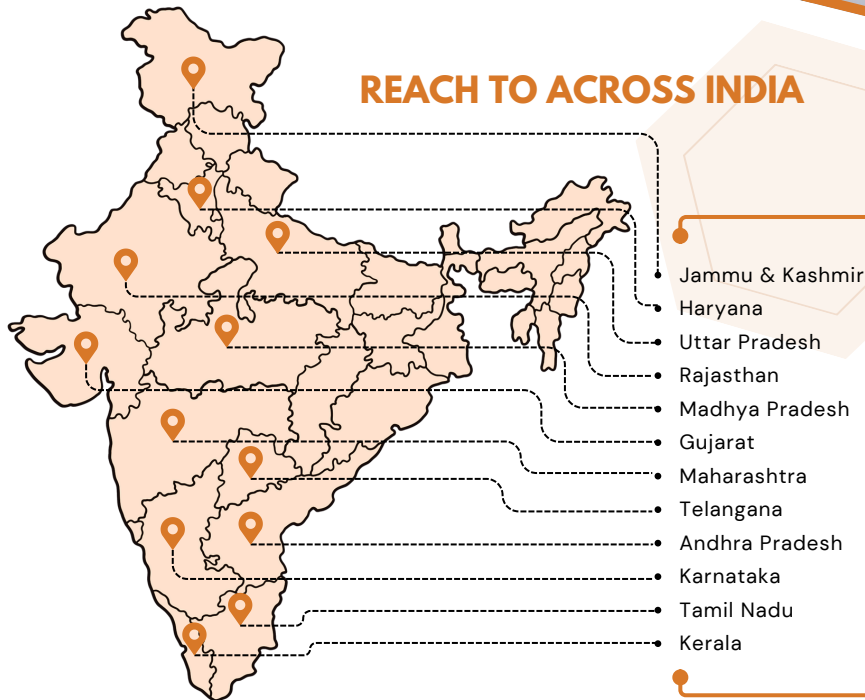 REACH TO ACROSS INDIA
Jammu & Kashmir
Haryana
Uttar Pradesh
Rajasthan
Madhya Pradesh
Gujarat
Maharashtra
Telangana
Andhra Pradesh
Karnataka
Tamil Nadu
Kerala